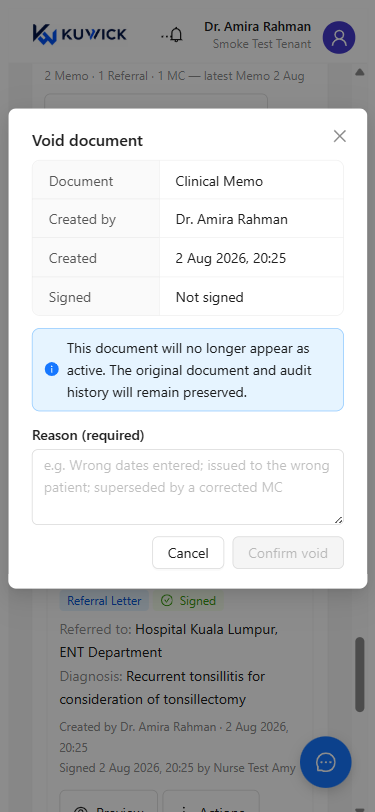 KUWICK
Dr. Amira Rahman
Smoke Test Tenant
2 Memo · 1 Referral · 1 MC — latest Memo 2 Aug
Void document
Document Clinical Memo
Created by Dr. Amira Rahman
Created 2 Aug 2026, 20:25
Signed Not signed
This document will no longer appear as
active. The original document and audit
history will remain preserved.
Reason (required)
e.g. Wrong dates entered; issued to the wrong
patient; superseded by a corrected MC
Cancel Confirm void
Referral Letter Signed
Referred to: Hospital Kuala Lumpur,
ENT Department
Diagnosis: Recurrent tonsillitis for
consideration of tonsillectomy
Created by Dr. Amira Rahman · 2 Aug 2026,
20:25
Signed 2 Aug 2026, 20:25 by Nurse Test Amy
Preview Actions